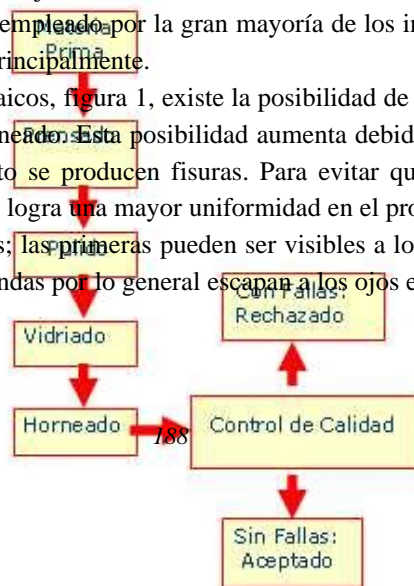 empleado por la gran mayoría de los in
Materia
Prima
rincipalmente.
aicos, figura 1, existe la posibilidad de
Prensado
neado. Esta posibilidad aumenta debid
to se producen fisuras. Para evitar qu
logra una mayor uniformidad en el pro
Pulido
s; las primeras pueden ser visibles a lo
ndas por lo general escapan a los ojos e
Con Fallas:
Rechazado
Vidriado
Horneado
188
Control de Calidad
Sin Fallas:
Aceptado